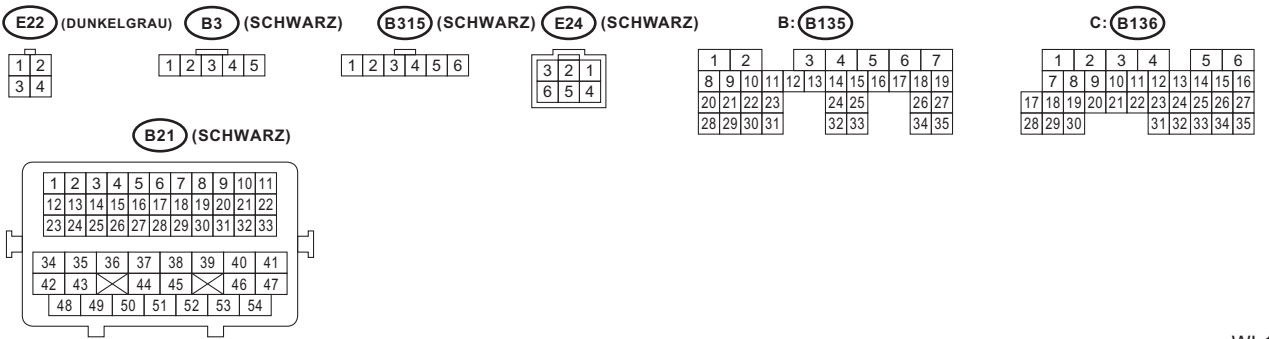 E22 (DUNKELGRAU) B3 (SCHWARZ) B315 (SCHWARZ) E24 (SCHWARZ) B: B135 C: B136
1 2
3 4
1 2 3 4 5
1 2 3 4 5 6
3 2 1
6 5 4
1 2 3 4 5 6 7
8 9 10 11 12 13 14 15 16 17 18 19
20 21 22 23 24 25 26 27
28 29 30 31 32 33 34 35
1 2 3 4 5 6
7 8 9 10 11 12 13 14 15 16
17 18 19 20 21 22 23 24 25 26 27
28 29 30 31 32 33 34 35
B21 (SCHWARZ)
1 2 3 4 5 6 7 8 9 10 11
12 13 14 15 16 17 18 19 20 21 22
23 24 25 26 27 28 29 30 31 32 33
34 35 36 37 38 39 40 41
42 43 44 45 46 47
48 49 50 51 52 53 54